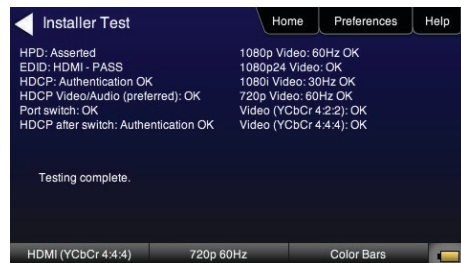 Installer Test
Home
Preferences
Help
HPD: Asserted
EDID: HDMI - PASS
HDCP: Authentication OK
HDCP Video/Audio (preferred): OK
Port switch: OK
HDCP after switch: Authentication OK
1080p Video: 60Hz OK
1080p24 Video: OK
1080i Video: 30Hz OK
720p Video: 60Hz OK
Video (YCbCr 4:2:2): OK
Video (YCbCr 4:4:4): OK
Testing complete.
HDMI (YCbCr 4:4:4)
720p 60Hz
Color Bars